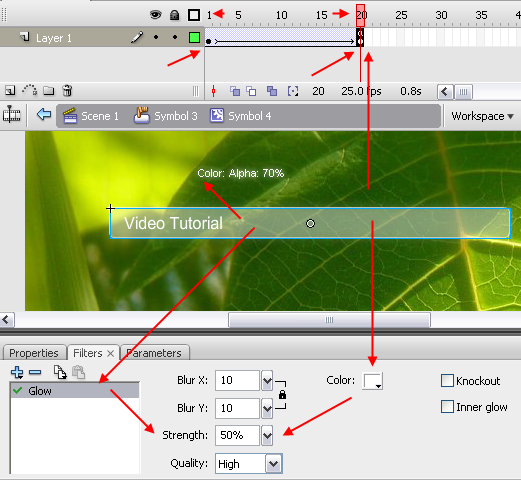 1 5 10 15 20 25 30 35 40
Layer 1
20 25.0 fps 0.8s
Scene 1 Symbol 3 Symbol 4 Workspace
Color: Alpha: 70%
Video Tutorial
Properties Filters × Parameters
Glow
Blur X: 10 Color: Knockout
Blur Y: 10 Inner glow
Strength: 50%
Quality: High